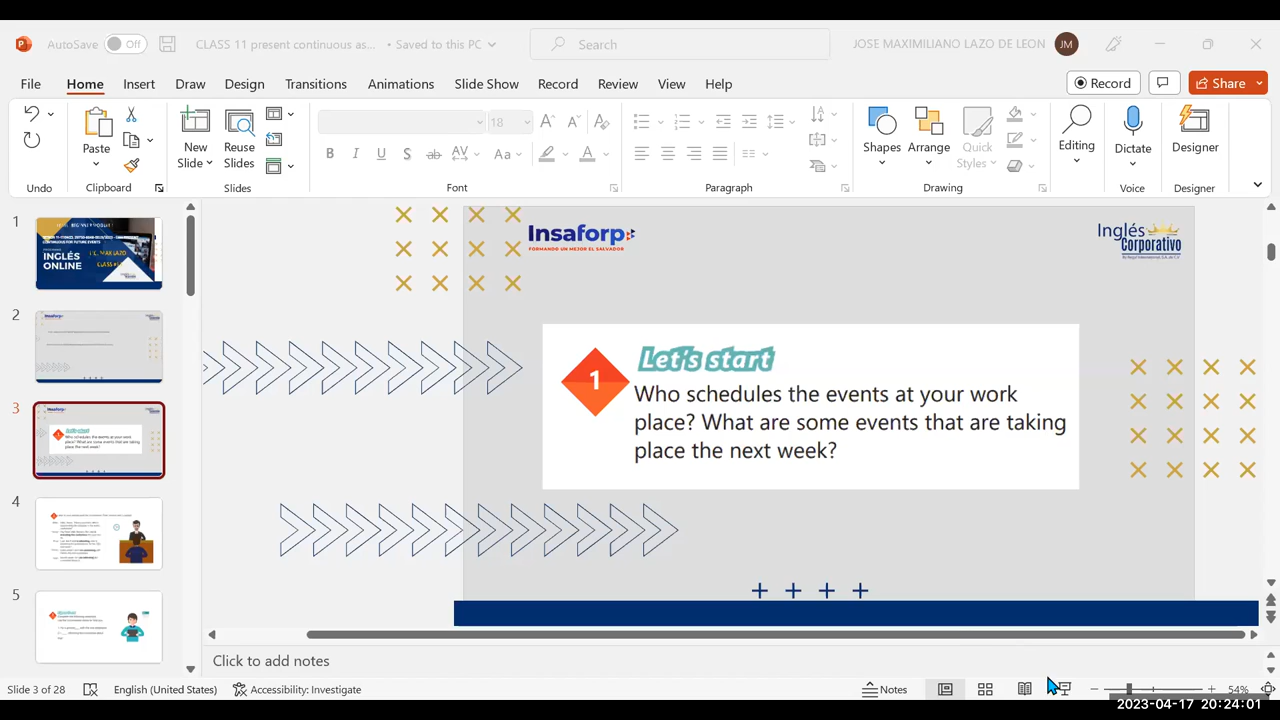 AutoSave Off CLASS 11 present continuous as... • Saved to this PC Search JOSE MAXIMILIANO LAZO DE LEON JM
File Home Insert Draw Design Transitions Animations Slide Show Record Review View Help Record Share
Paste New Slide Reuse Slides Shapes Arrange Quick Styles Editing Dictate Designer
Undo Clipboard Slides Font Paragraph Drawing Voice Designer
1
INGLÉS
ONLINE
2
3
4
5
Insaforp
FORMANDO UN MEJOR EL SALVADOR
Inglés
Corporativo
1
Let's start
Who schedules the events at your work
place? What are some events that are taking
place the next week?
Click to add notes
Slide 3 of 28 English (United States) Accessibility: Investigate Notes 54%
2023-04-17 20:24:01